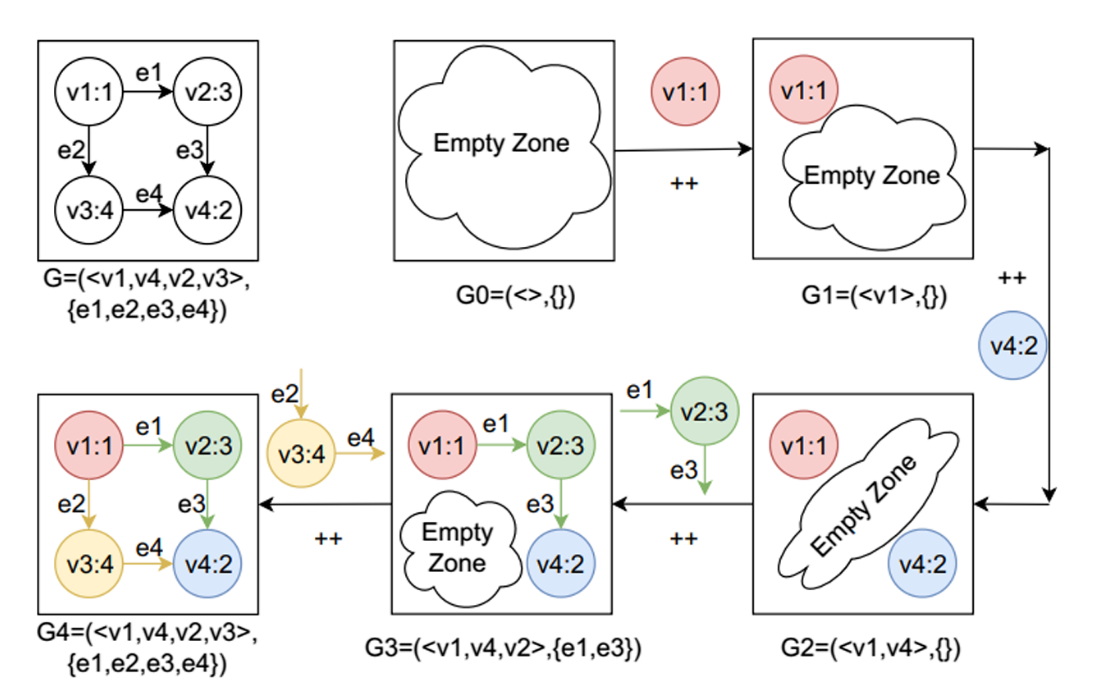 v1:1
e1
v2:3
e2
e3
v3:4
e4
v4:2
G=(<v1,v4,v2,v3>,
{e1,e2,e3,e4})
Empty Zone
G0=(<>,{})
v1:1
++
v1:1
Empty Zone
G1=(<v1>,{})
++
v4:2
v1:1
Empty Zone
v4:2
G2=(<v1,v4>,{})
e1
v2:3
e3
++
v1:1
e1
v2:3
e3
Empty
Zone
v4:2
G3=(<v1,v4,v2>,{e1,e3})
e2
v3:4
e4
++
v1:1
e1
v2:3
e2
e3
v3:4
e4
v4:2
G4=(<v1,v4,v2,v3>,
{e1,e2,e3,e4})